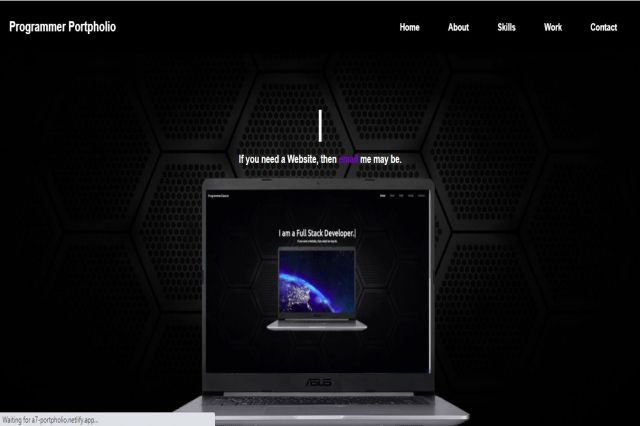 Programmer Portpholio
Home
About
Skills
Work
Contact
If you need a Website, then email me may be.
I am a Full Stack Developer.
ASUS
Waiting for a7-portpholio.netlify.app...